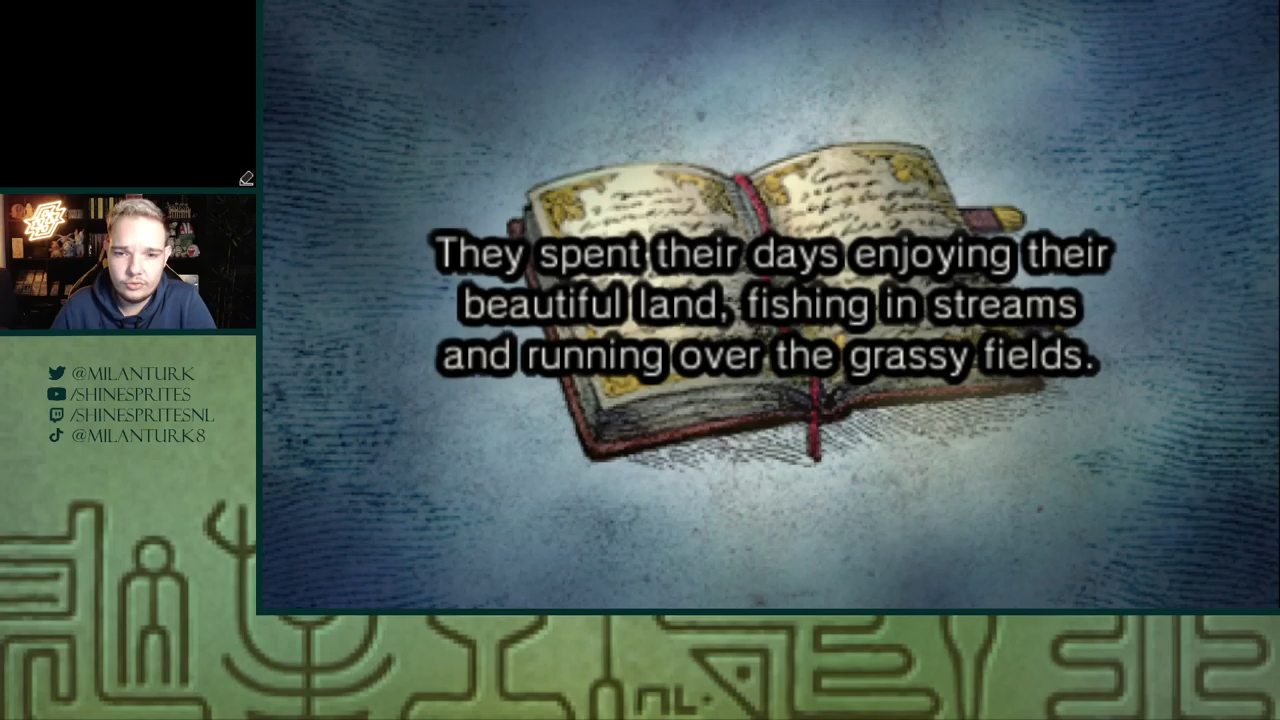 They spent their days enjoying their
beautiful land, fishing in streams
and running over the grassy fields.
@MILANTURK
/SHINESPRITES
/SHINESPRITESNL
@MILANTURK8